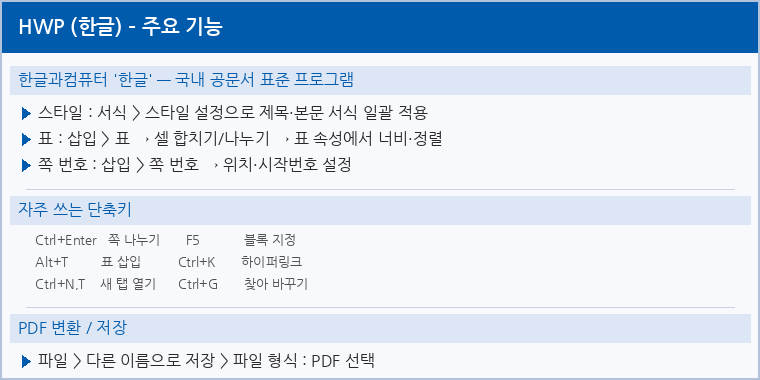 HWP (한글) - 주요 기능
한글과컴퓨터 '한글' — 국내 공문서 표준 프로그램
▶ 스타일 : 서식 > 스타일 설정으로 제목·본문 서식 일괄 적용
▶ 표 : 삽입 > 표 → 셀 합치기/나누기 → 표 속성에서 너비·정렬
▶ 쪽 번호 : 삽입 > 쪽 번호 → 위치·시작번호 설정
자주 쓰는 단축키
Ctrl+Enter 쪽 나누기 F5 블록 지정
Alt+T 표 삽입 Ctrl+K 하이퍼링크
Ctrl+N,T 새 탭 열기 Ctrl+G 찾아 바꾸기
PDF 변환 / 저장
▶ 파일 > 다른 이름으로 저장 > 파일 형식 : PDF 선택